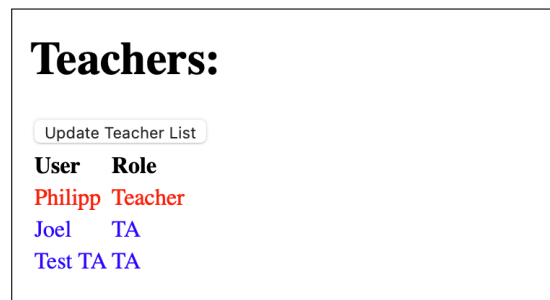 Teachers:
Update Teacher List
User Role
Philipp Teacher
Joel TA
Test TA TA